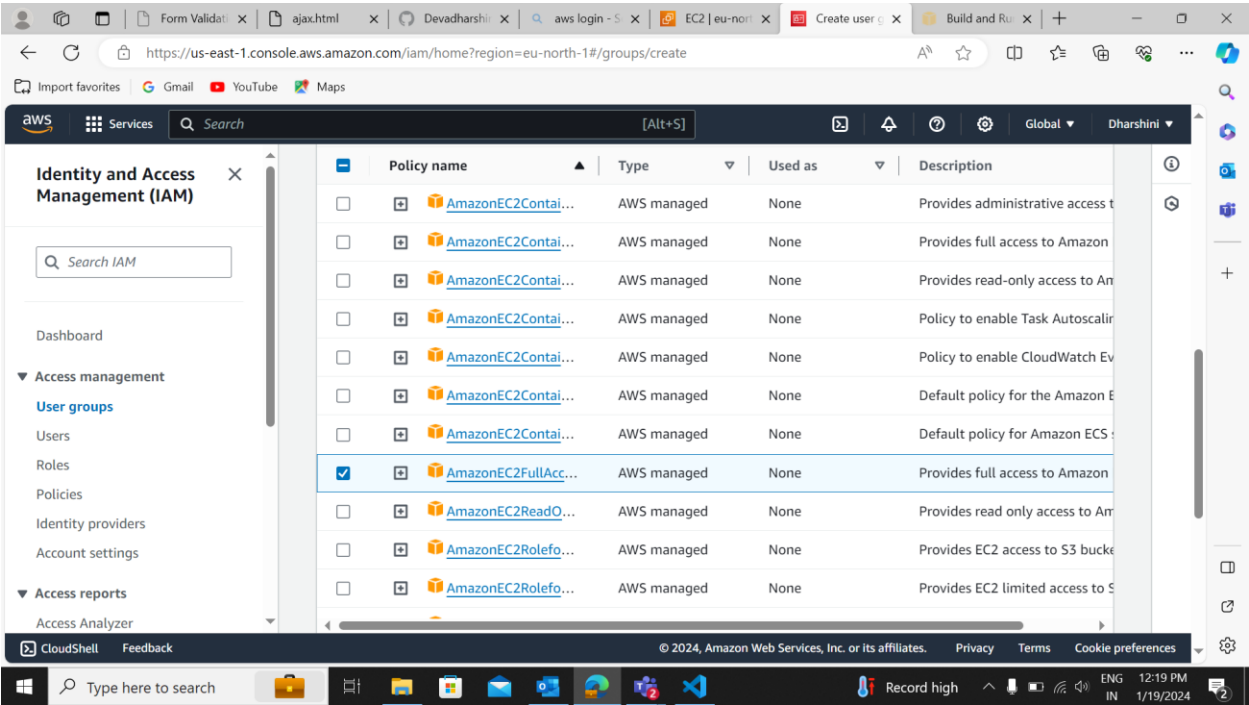 Form Validati
ajax.html
Devadharshin
aws login - S
EC2 | eu-nort
Create user g
Build and Ru
https://us-east-1.console.aws.amazon.com/iam/home?region=eu-north-1#/groups/create
Import favorites
Gmail
YouTube
Maps
aws
Services
Search
[Alt+S]
Global
Dharshini
Identity and Access
Management (IAM)
Search IAM
Dashboard
Access management
User groups
Users
Roles
Policies
Identity providers
Account settings
Access reports
Access Analyzer
Policy name Type Used as Description
AmazonEC2Contai... AWS managed None Provides administrative access t
AmazonEC2Contai... AWS managed None Provides full access to Amazon
AmazonEC2Contai... AWS managed None Provides read-only access to Am
AmazonEC2Contai... AWS managed None Policy to enable Task Autoscalir
AmazonEC2Contai... AWS managed None Policy to enable CloudWatch Ev
AmazonEC2Contai... AWS managed None Default policy for the Amazon E
AmazonEC2Contai... AWS managed None Default policy for Amazon ECS s
AmazonEC2FullAcc... AWS managed None Provides full access to Amazon
AmazonEC2ReadO... AWS managed None Provides read only access to Am
AmazonEC2Rolefo... AWS managed None Provides EC2 access to S3 bucke
AmazonEC2Rolefo... AWS managed None Provides EC2 limited access to S
CloudShell Feedback © 2024, Amazon Web Services, Inc. or its affiliates. Privacy Terms Cookie preferences
Type here to search
Record high
ENG
IN
12:19 PM
1/19/2024
2